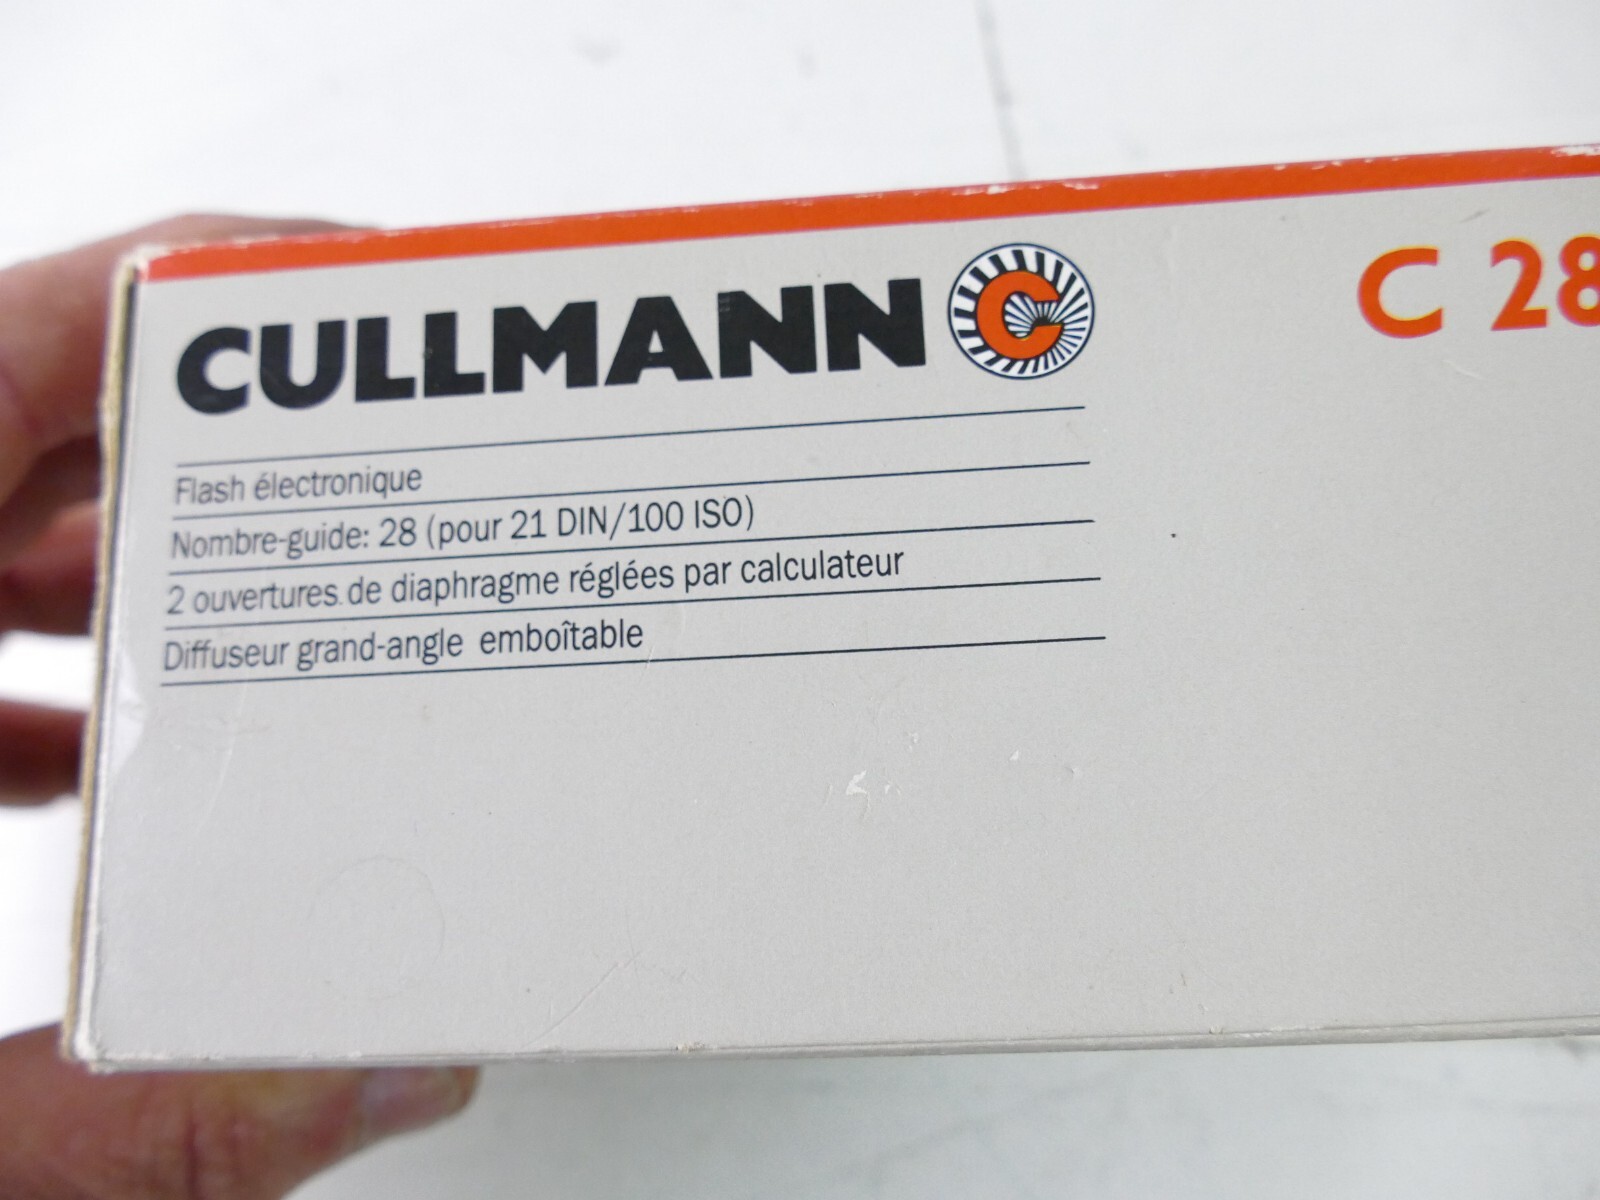 CULLMANN C
C 28
Flash électronique
Nombre-guide: 28 (pour 21 DIN/100 ISO)
2 ouvertures de diaphragme réglées par calculateur
Diffuseur grand-angle emboîtable